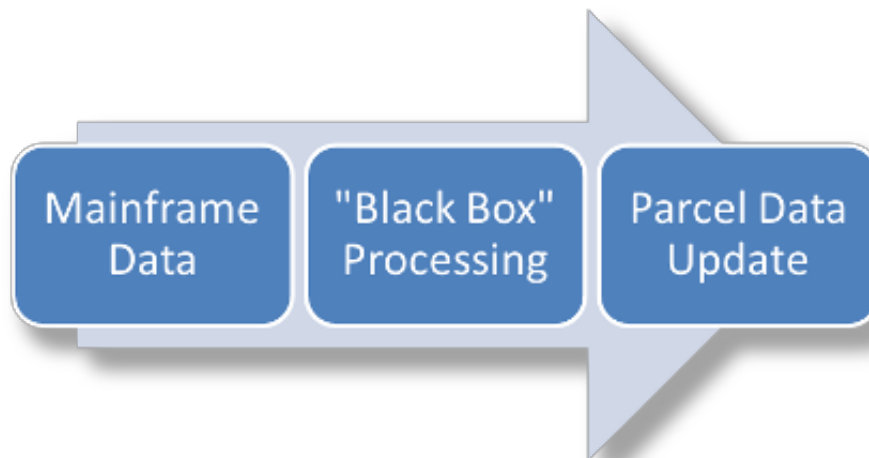 Mainframe
Data
"Black Box"
Processing
Parcel Data
Update